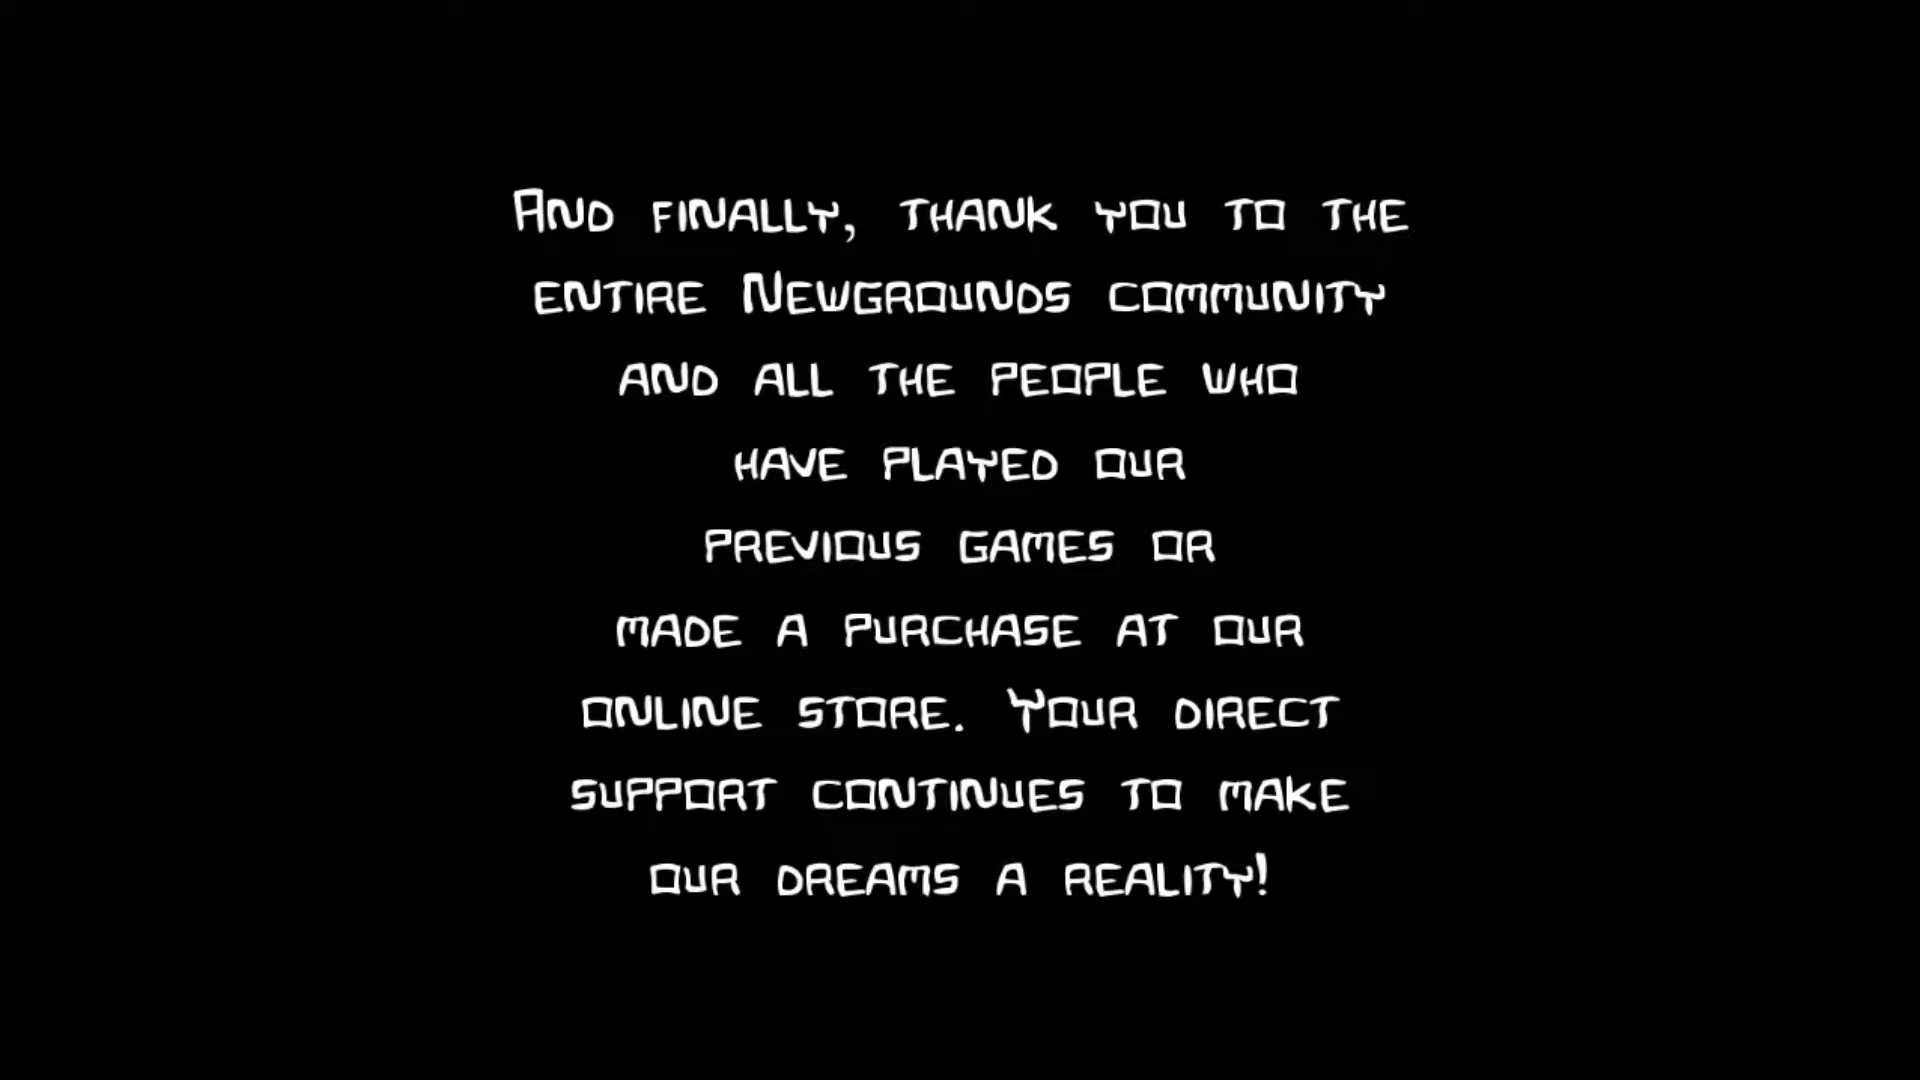 And finally, thank you to the
entire Newgrounds community
and all the people who
have played our
previous games or
made a purchase at our
online store. Your direct
support continues to make
our dreams a reality!